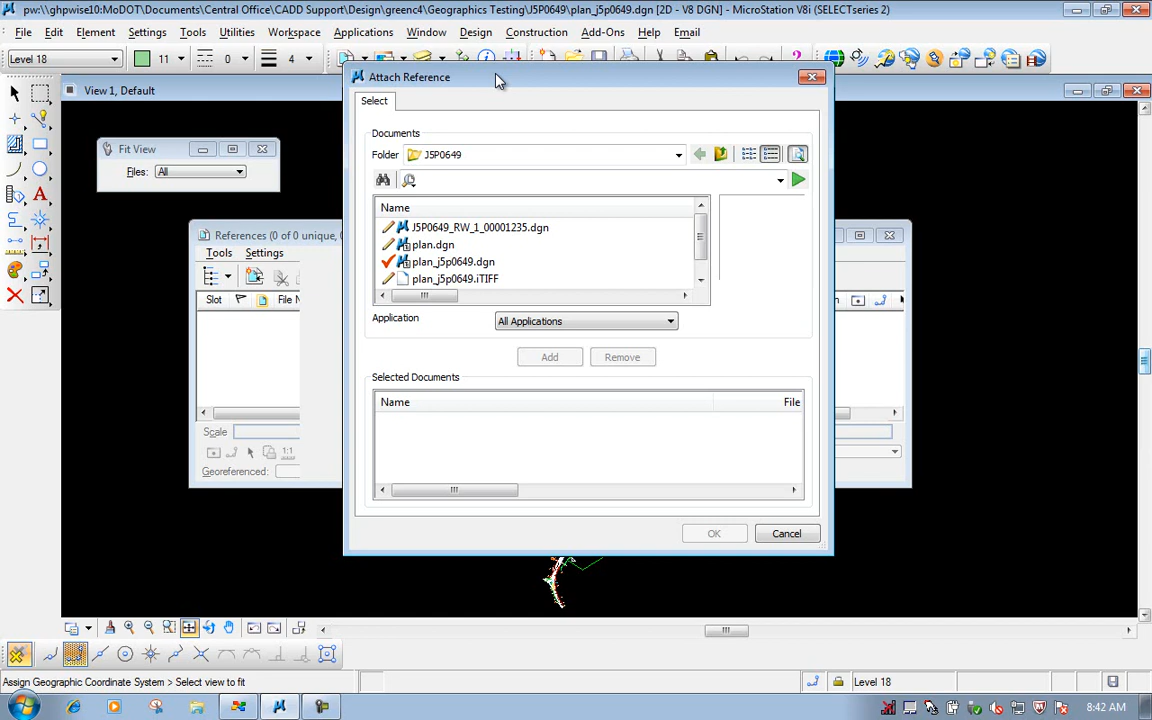 pw:\\ghpwise10:MoDOT\Documents\Central Office\CADD Support\Design\greenc4\Geographics Testing\J5P0649\plan_j5p0649.dgn [2D - V8 DGN] - MicroStation V8i (SELECTseries 2)
File Edit Element Settings Tools Utilities Workspace Applications Window Design Construction Add-Ons Help Email
Level 18 11 0 4
View 1, Default
Attach Reference
Select
Fit View
Files: All
Documents
Folder J5P0649
Name
J5P0649_RW_1_00001235.dgn
plan.dgn
plan_j5p0649.dgn
plan_j5p0649.iTIFF
References (0 of 0 unique,
Tools Settings
Slot File N
Application All Applications
Add Remove
Selected Documents
Name File
Scale
Georeferenced:
1:1
OK Cancel
Assign Geographic Coordinate System > Select view to fit
Level 18
8:42 AM